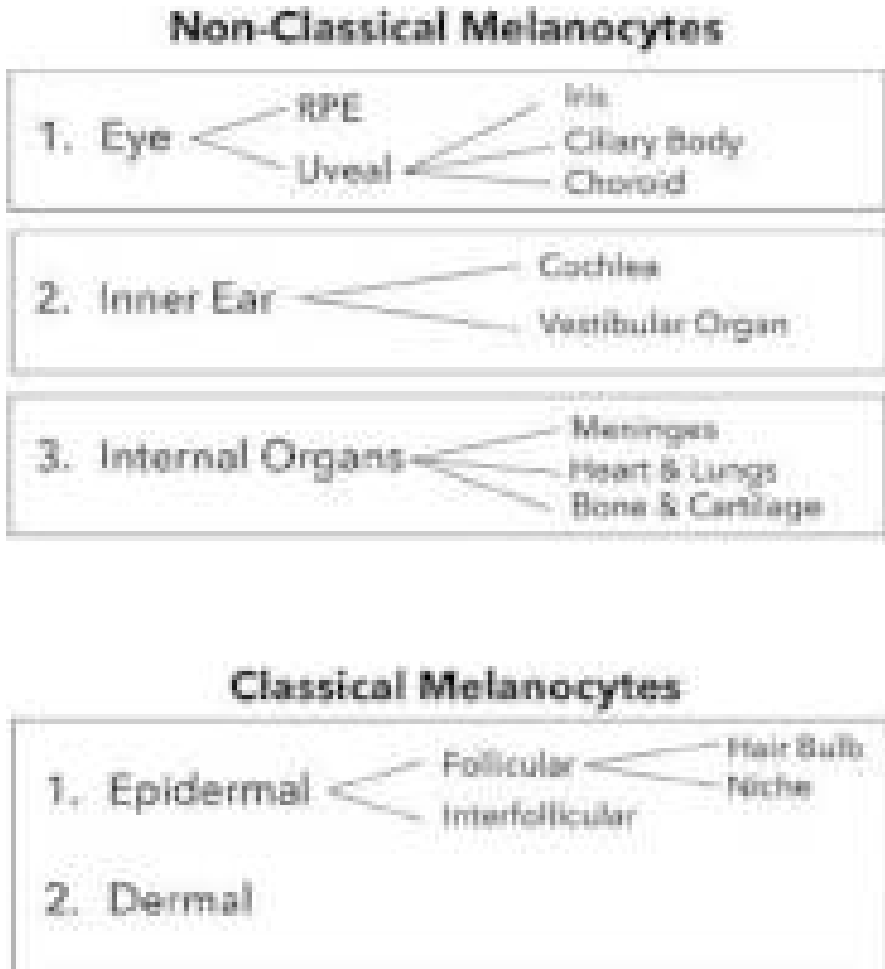 Non-Classical Melanocytes
1. Eye
RPE
Uveal
Iris
Ciliary Body
Choroid
2. Inner Ear
Cochlea
Vestibular Organ
3. Internal Organs
Meninges
Heart & Lungs
Bone & Cartilage
Classical Melanocytes
1. Epidermal
Follicular
Hair Bulb
Niche
Interfollicular
2. Dermal